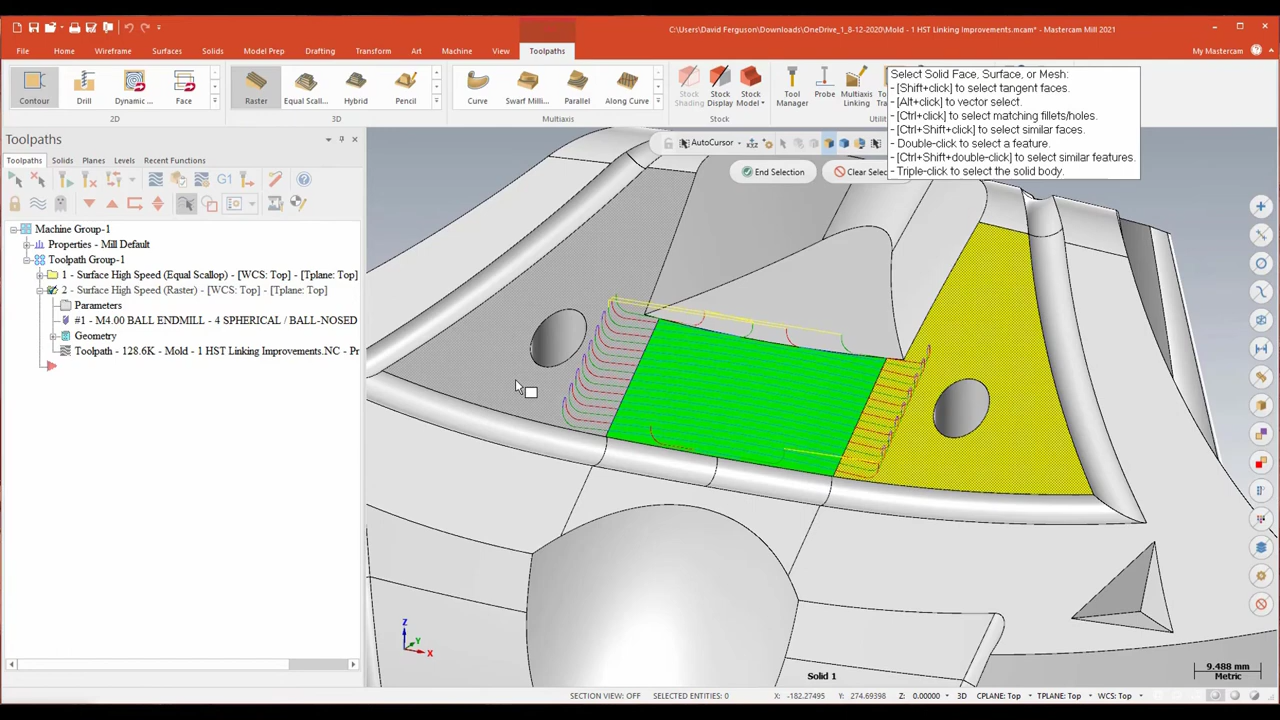 C:\Users\David Ferguson\Downloads\OneDrive_1_8-12-2020\Mold - 1 HST Linking Improvements.mcam* - Mastercam Mill 2021
File Home Wireframe Surfaces Solids Model Prep Drafting Transform Art Machine View Toolpaths My Mastercam
Contour Drill Dynamic ... Face Raster Equal Scall... Hybrid Pencil Curve Swarf Milli... Parallel Along Curve Stock Shading Stock Display Stock Model Tool Manager Probe Multiaxis Linking
2D 3D Multiaxis Stock
Select Solid Face, Surface, or Mesh:
- [Shift+click] to select tangent faces.
- [Alt+click] to vector select.
- [Ctrl+click] to select matching fillets/holes.
- [Ctrl+Shift+click] to select similar faces.
- Double-click to select a feature.
- [Ctrl+Shift+double-click] to select similar features.
- Triple-click to select the solid body.
Toolpaths
AutoCursor
Toolpaths Solids Planes Levels Recent Functions
End Selection
G1
Machine Group-1
Properties - Mill Default
Toolpath Group-1
1 - Surface High Speed (Equal Scallop) - [WCS: Top] - [Tplane: Top]
2 - Surface High Speed (Raster) - [WCS: Top] - [Tplane: Top]
Parameters
#1 - M4.00 BALL ENDMILL - 4 SPHERICAL / BALL-NOSED
Geometry
Toolpath - 128.6K - Mold - 1 HST Linking Improvements.NC - Pr
Z
Y
X
Solid 1
9.488 mm
Metric
SECTION VIEW: OFF SELECTED ENTITIES: 0 X: -182.27495 Y: 274.69398 Z: 0.00000 3D CPLANE: Top TPLANE: Top WCS: Top